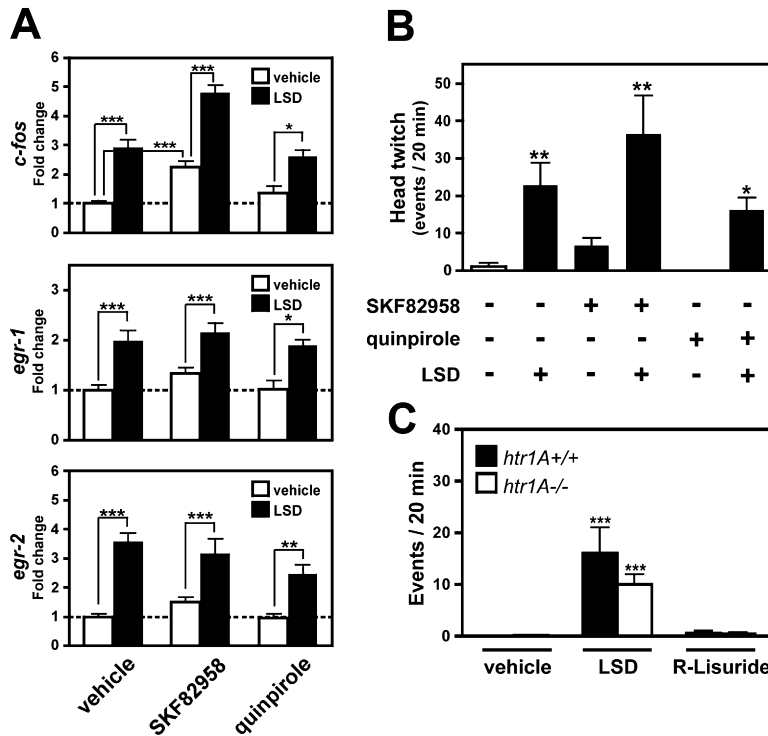 A
6
5
4
3
2
1
0
c-fos
Fold change
vehicle
LSD
***
***
***
*
3
2
1
0
egr-1
Fold change
vehicle
LSD
***
***
*
6
5
4
3
2
1
0
egr-2
Fold change
vehicle
LSD
***
***
**
vehicle
SKF82958
quinpirole
B
50
40
30
20
10
0
Head twitch
(events / 20 min)
**
**
*
SKF82958 - - + + - -
quinpirole - - - - + +
LSD - + - + - +
C
40
30
20
10
0
Events / 20 min
htr1A+/+
htr1A-/-
***
***
vehicle LSD R-Lisuride